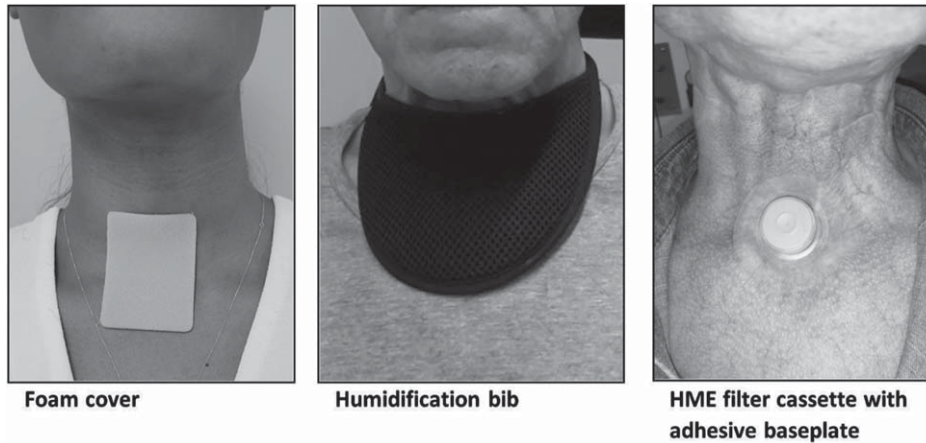 Foam cover
Humidification bib
HME filter cassette with
adhesive baseplate